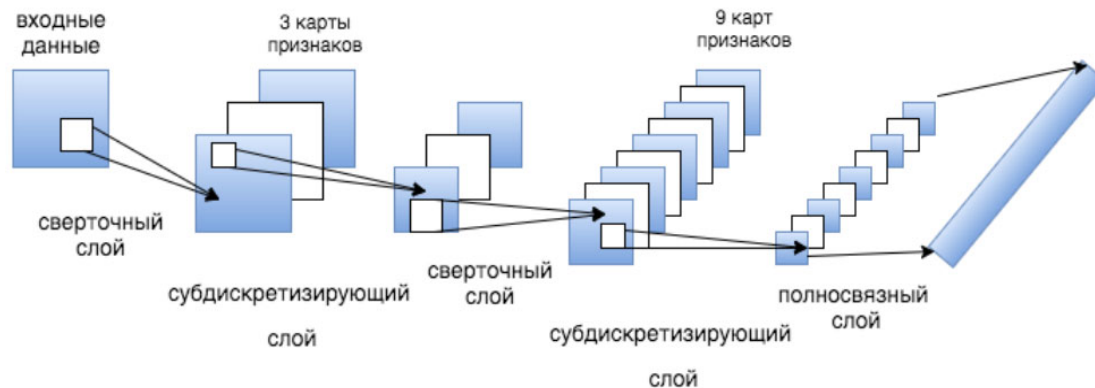 входные
данные
3 карты
признаков
9 карт
признаков
сверточный
слой
субдискретизирующий
слой
сверточный
слой
субдискретизирующий
слой
полносвязный
слой